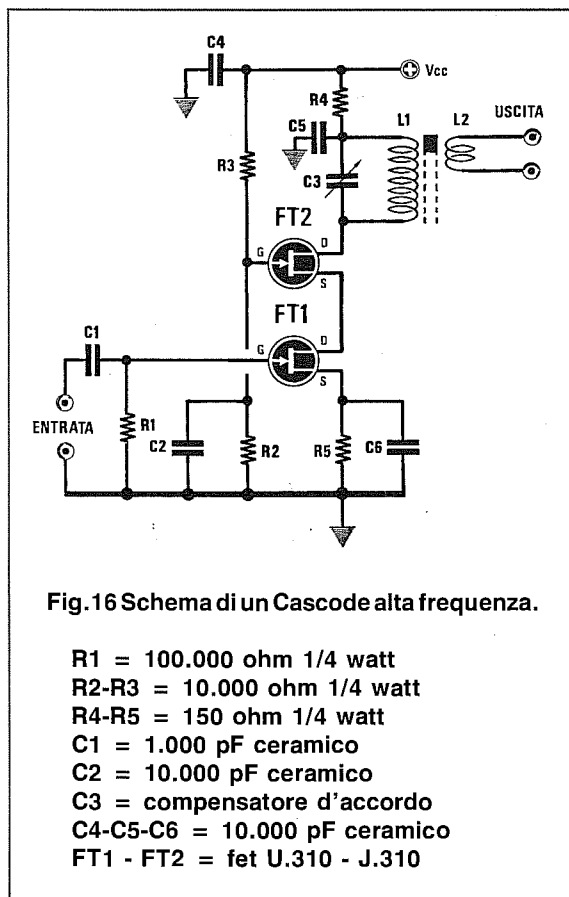 C4
Vcc
R4
L1
L2
USCITA
C5
R3
C3
FT2
D
G
S
FT1
C1
D
G
S
ENTRATA
R1
C2
R2
R5
C6
Fig.16 Schema di un Cascode alta frequenza.
R1 = 100.000 ohm 1/4 watt
R2-R3 = 10.000 ohm 1/4 watt
R4-R5 = 150 ohm 1/4 watt
C1 = 1.000 pF ceramico
C2 = 10.000 pF ceramico
C3 = compensatore d'accordo
C4-C5-C6 = 10.000 pF ceramico
FT1 - FT2 = fet U.310 - J.310